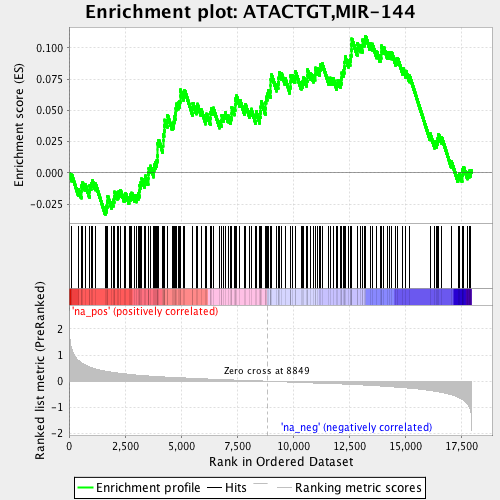 Enrichment plot: ATACTGT,MIR-144
Enrichment score (ES)
0.100
0.075
0.050
0.025
0.000
-0.025
'na_pos' (positively correlated)
Ranked list metric (PreRanked)
2
1
0
-1
-2
Zero cross at 8849
'na_neg' (negatively correlated)
0
2,500
5,000
7,500
10,000
12,500
15,000
17,500
Rank in Ordered Dataset
Enrichment profile
Hits
Ranking metric scores